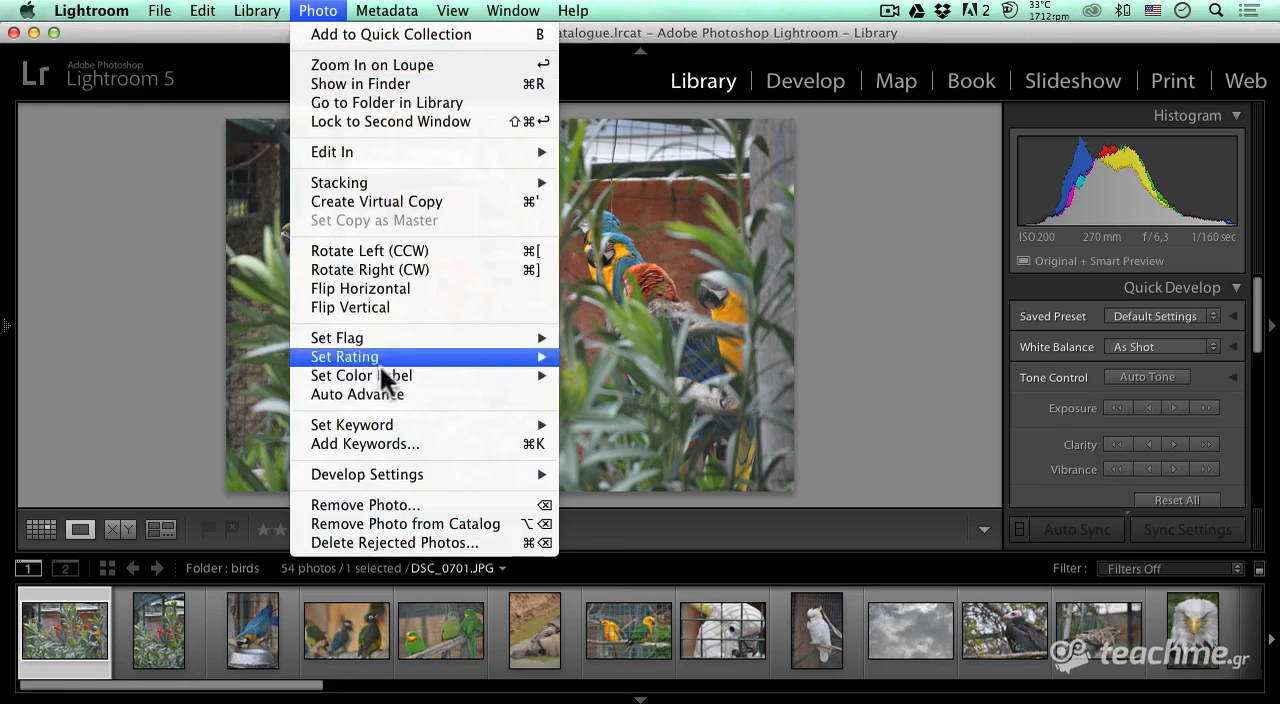 Lightroom File Edit Library Photo Metadata View Window Help 2 33°C 1712rpm
atalogue.lrcat - Adobe Photoshop Lightroom - Library
Lr Adobe Photoshop Lightroom 5
Library Develop Map Book Slideshow Print Web
Add to Quick Collection B
Zoom In on Loupe ↩
Show in Finder ⌘R
Go to Folder in Library
Lock to Second Window ⇧⌘↩
Edit In
Stacking
Create Virtual Copy ⌘'
Set Copy as Master
Rotate Left (CCW) ⌘[
Rotate Right (CW) ⌘]
Flip Horizontal
Flip Vertical
Set Flag
Set Rating
Set Color Label
Auto Advance
Set Keyword
Add Keywords... ⌘K
Develop Settings
Remove Photo... ⌫
Remove Photo from Catalog ⌥⌫
Delete Rejected Photos... ⌘⌫
Histogram
ISO 200 270 mm f / 6,3 1/160 sec
Original + Smart Preview
Quick Develop
Saved Preset Default Settings
White Balance As Shot
Tone Control Auto Tone
Exposure
Clarity
Vibrance
Reset All
XY
Auto Sync Sync Settings
1 2 Folder : birds 54 photos / 1 selected / DSC_0701.JPG Filter : Filters Off
teachme.gr